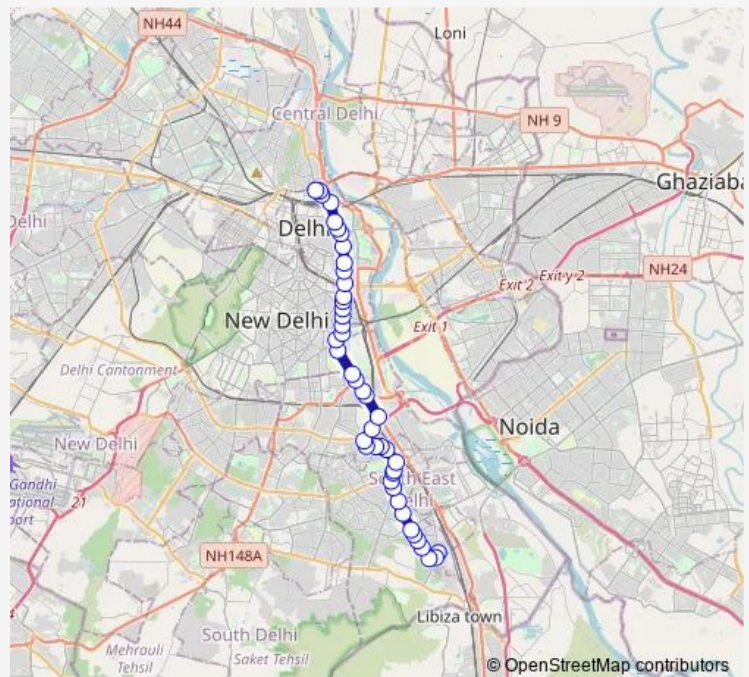 NH44
Loni
Central Delhi
NH 9
Ghaziaba
Delhi
Delhi
NH24
Exit y 2
Exit 2
New Delhi
Exit 1
Delhi Cantonment
Noida
New Delhi
Gandhi
ational
port
21
South East
Delhi
NH148A
Libiza town
South Delhi
Mehrauli
Tehsil
Saket Tehsil
© OpenStreetMap contributors